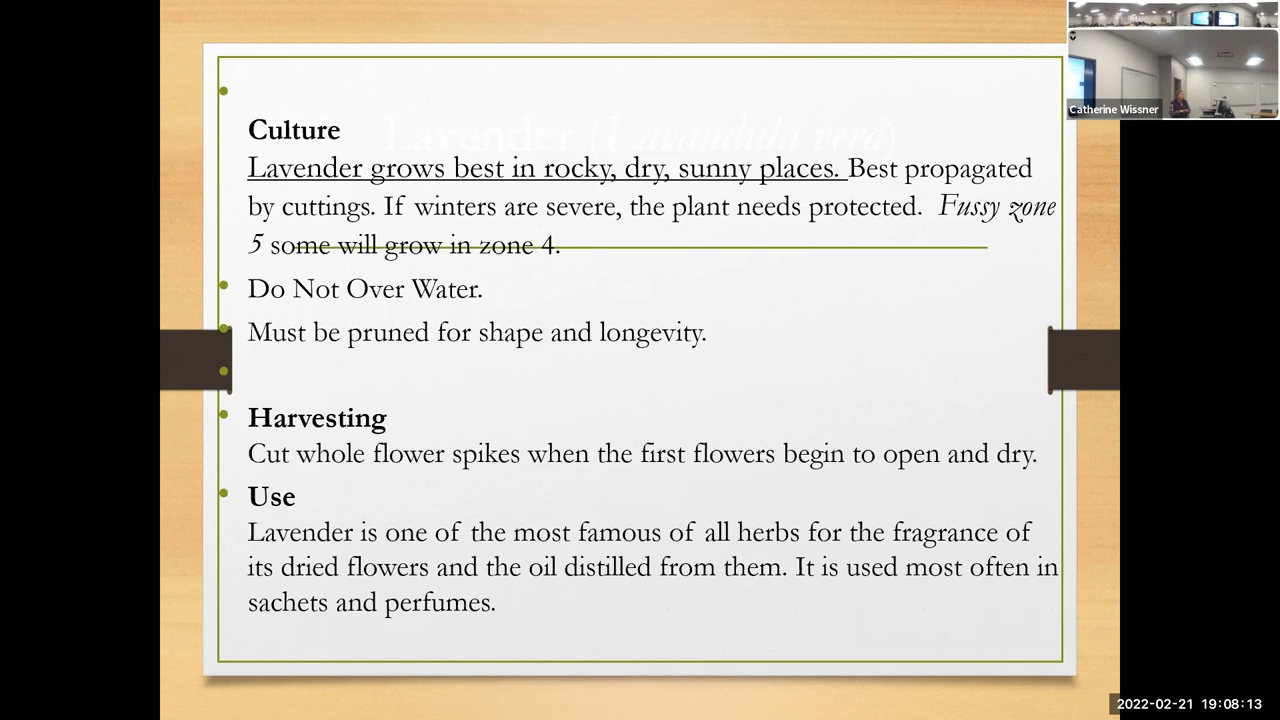 Lavender (Lavandula vera)
Culture
Lavender grows best in rocky, dry, sunny places. Best propagated
by cuttings. If winters are severe, the plant needs protected. Fussy zone
5 some will grow in zone 4.
Do Not Over Water.
Must be pruned for shape and longevity.
Harvesting
Cut whole flower spikes when the first flowers begin to open and dry.
Use
Lavender is one of the most famous of all herbs for the fragrance of
its dried flowers and the oil distilled from them. It is used most often in
sachets and perfumes.
Catherine Wissner
2022-02-21 19:08:13